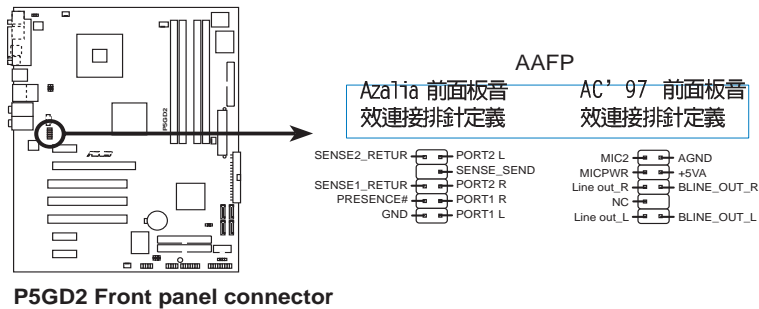 AAFP
Azalia 前面板音
效連接排針定義
AC’97 前面板音
效連接排針定義
P5GD2
ASUS
SENSE2_RETUR PORT2 L
SENSE_SEND
SENSE1_RETUR PORT2 R
PRESENCE# PORT1 R
GND PORT1 L
MIC2 AGND
MICPWR +5VA
Line out_R BLINE_OUT_R
NC
Line out_L BLINE_OUT_L
P5GD2 Front panel connector